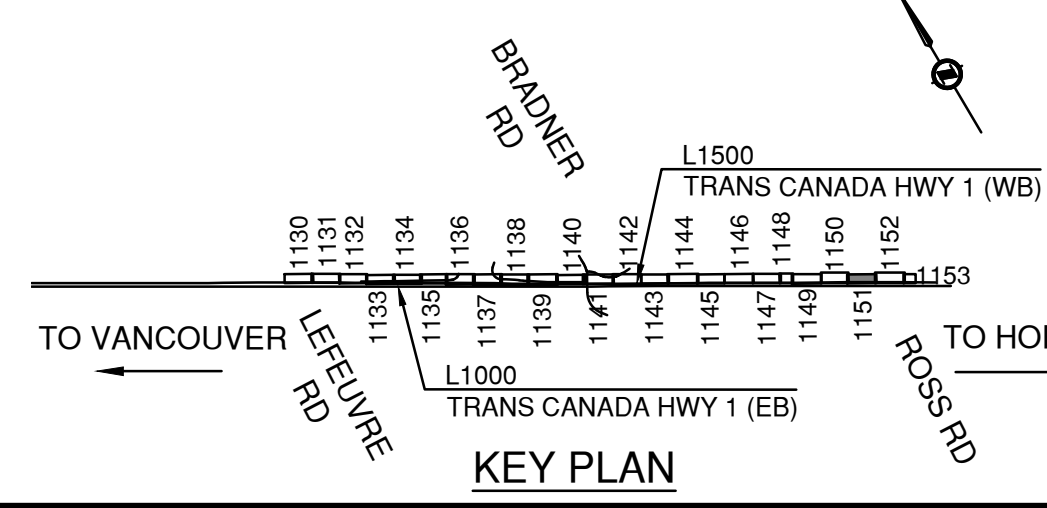 BRADNER
RD
L1500
TRANS CANADA HWY 1 (WB)
1130
1131
1132
1134
1136
1138
1140
1142
1144
1146
1148
1150
1152
1153
1133
1135
1137
1139
1141
1143
1145
1147
1149
1151
TO VANCOUVER
LEFEUVRE
RD
L1000
TRANS CANADA HWY 1 (EB)
ROSS RD
TO
KEY PLAN